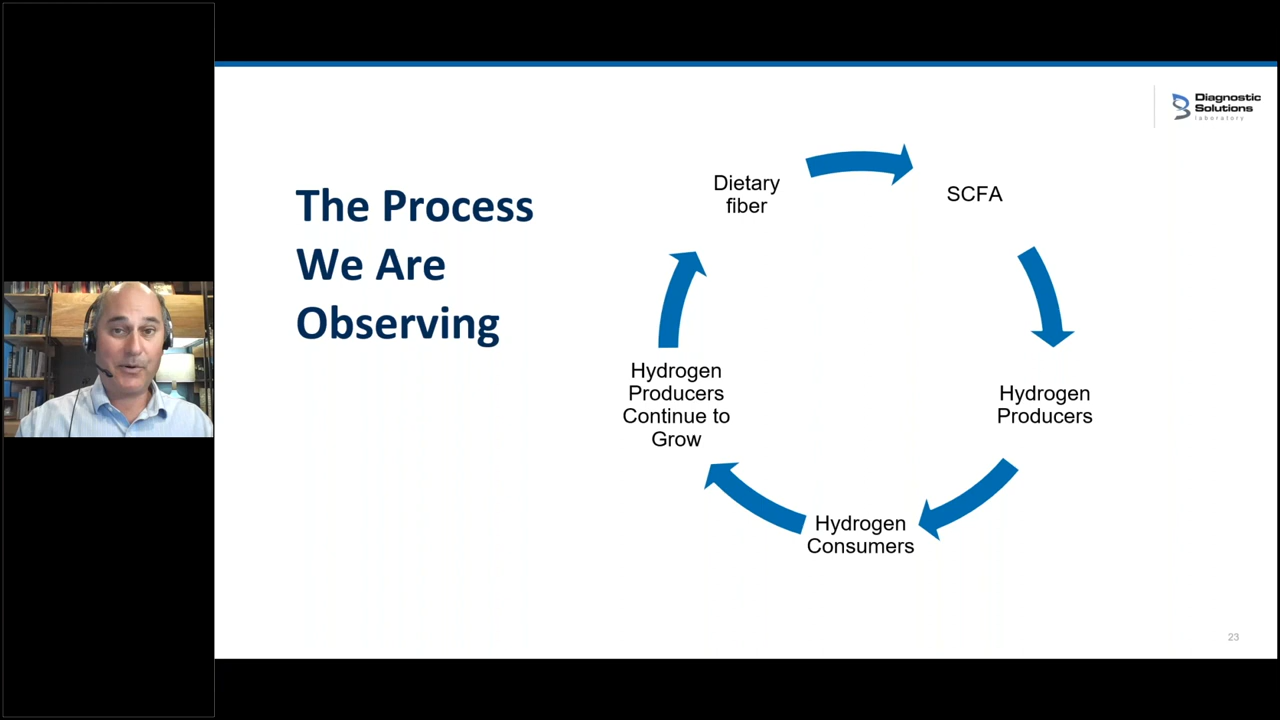 Diagnostic
Solutions
laboratory
The Process
We Are
Observing
Dietary
fiber
SCFA
Hydrogen
Producers
Hydrogen
Consumers
Hydrogen
Producers
Continue to
Grow
23